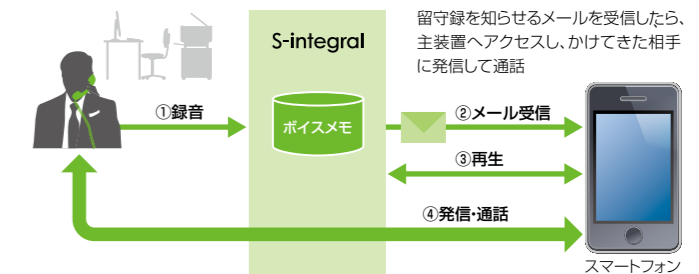 留守録を知らせるメールを受信したら、
主装置へアクセスし、かけてきた相手
に発信して通話
S-integral
①録音
ボイスメモ
②メール受信
③再生
④発信・通話
スマートフォン